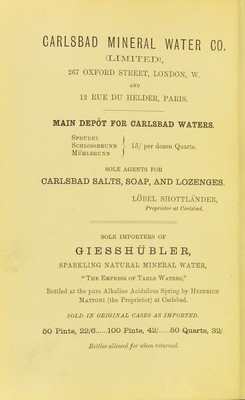 CARLSBAD MINERAL WATER CO.
(LIMITED),
267 OXFORD STREET, LONDON, W.
AND
12 RUE DU HELDER, PARIS.
MAIN DEPÔT FOR CARLSBAD WATERS.
SPRUDEL
SCHLOSSBRUNN } 15/ per dozen Quarts.
MÜHLBRUNN
SOLE AGENTS FOR
CARLSBAD SALTS, SOAP, AND LOZENGES.
LÖBEL SHOTTLÄNDER,
Proprietor at Carlsbad.
SOLE IMPORTERS OF
GIESSHÜBLER,
SPARKLING NATURAL MINERAL WATER,
"THE EMPRESS OF TABLE WATERS,"
Bottled at the pure Alkaline Acidulous Spring by HEINRICH
MATTONI (the Proprietor) at Carlsbad.
SOLD IN ORIGINAL CASES AS IMPORTED.
50 Pints, 22/6.....100 Pints, 42/.....50 Quarts, 32/
Bottles allowed for when returned.